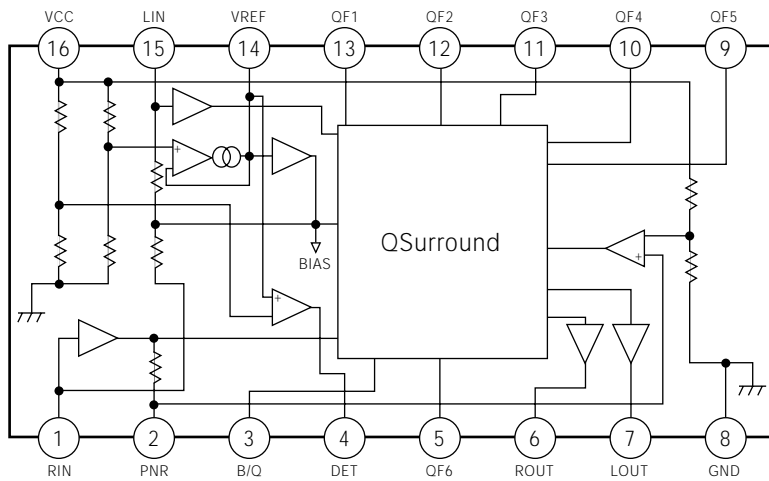 VCC LIN VREF QF1 QF2 QF3 QF4 QF5
16 15 14 13 12 11 10 9
+
QSurround
BIAS
+
+
1 2 3 4 5 6 7 8
RIN PNR B/Q DET QF6 ROUT LOUT GND